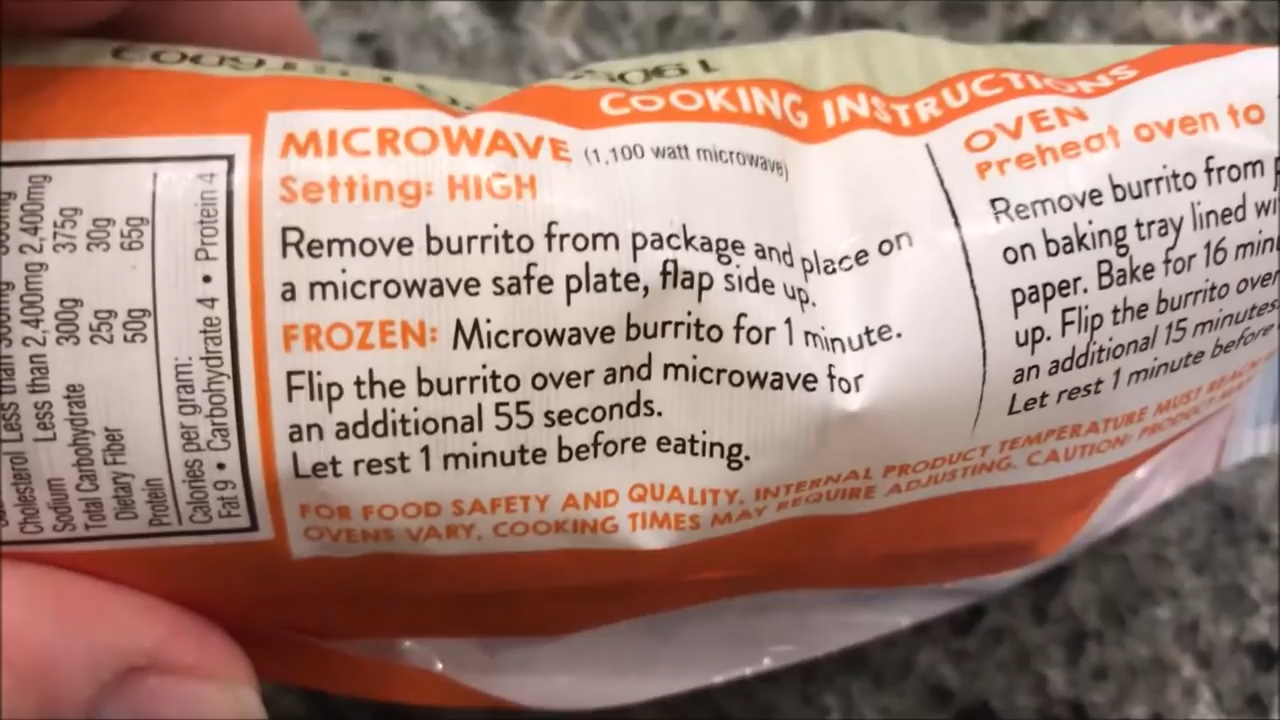 COOKING INSTRUCTIONS
MICROWAVE (1,100 watt microwave)
Setting: HIGH
Remove burrito from package and place on
a microwave safe plate, flap side up.
FROZEN: Microwave burrito for 1 minute.
Flip the burrito over and microwave for
an additional 55 seconds.
Let rest 1 minute before eating.
OVEN
Preheat oven to
Remove burrito from
on baking tray lined
paper. Bake for 16
up. Flip the burrito over
an additional 15 minutes.
Let rest 1 minute before
FOR FOOD SAFETY AND QUALITY, INTERNAL PRODUCT TEMPERATURE MUST REACH
OVENS VARY, COOKING TIMES MAY REQUIRE ADJUSTING. CAUTION: PRODUCT
Cholesterol Less than
Less than 2,400mg 2,400mg
Sodium
Total Carbohydrate 300g 375g
Dietary Fiber 25g 30g
Protein 50g 65g
Calories per gram:
Fat 9 • Carbohydrate 4 • Protein 4